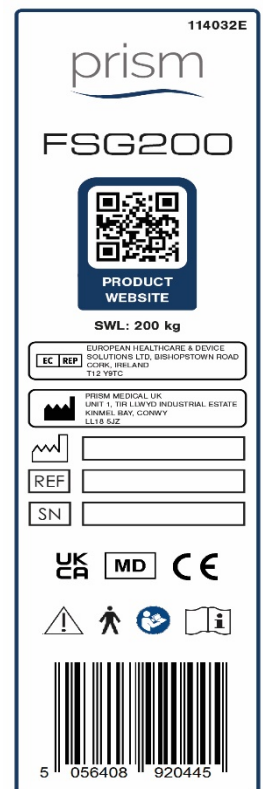 114032E
prism
FSG200
PRODUCT
WEBSITE
SWL: 200 kg
EC REP
EUROPEAN HEALTHCARE & DEVICE
SOLUTIONS LTD, BISHOPSTOWN ROAD
CORK, IRELAND
T12 Y9TC
PRISM MEDICAL UK
UNIT 1, TIR LLWYD INDUSTRIAL ESTATE
KINMEL BAY, CONWY
LL18 5JZ
REF
SN
UK
CA
MD
CE
5 056408 920445